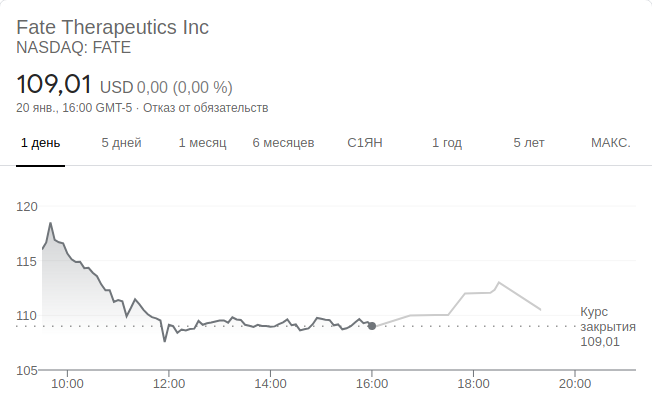 Fate Therapeutics Inc
NASDAQ: FATE
109,01 USD 0,00 (0,00 %)
20 янв., 16:00 GMT-5 · Отказ от обязательств
1 день 5 дней 1 месяц 6 месяцев С1ЯН 1 год 5 лет МАКС.
120
115
110
105
Курс
закрытия
109,01
10:00 12:00 14:00 16:00 18:00 20:00